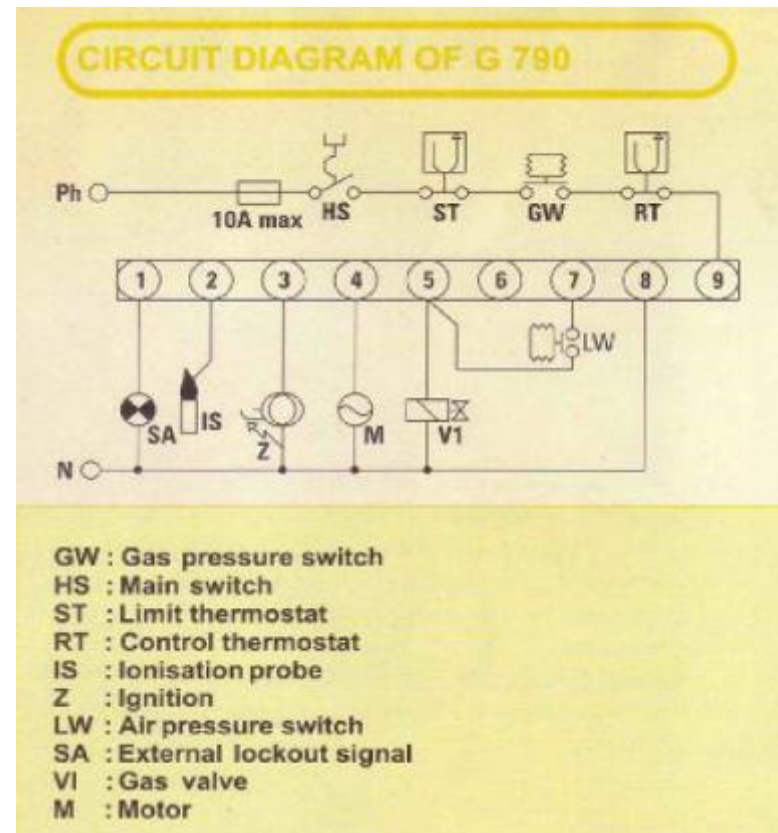 CIRCUIT DIAGRAM OF G 790
Ph
10A max HS ST GW RT
1 2 3 4 5 6 7 8 9
LW
SA IS Z M V1
N
GW : Gas pressure switch
HS : Main switch
ST : Limit thermostat
RT : Control thermostat
IS : Ionisation probe
Z : Ignition
LW : Air pressure switch
SA : External lockout signal
VI : Gas valve
M : Motor